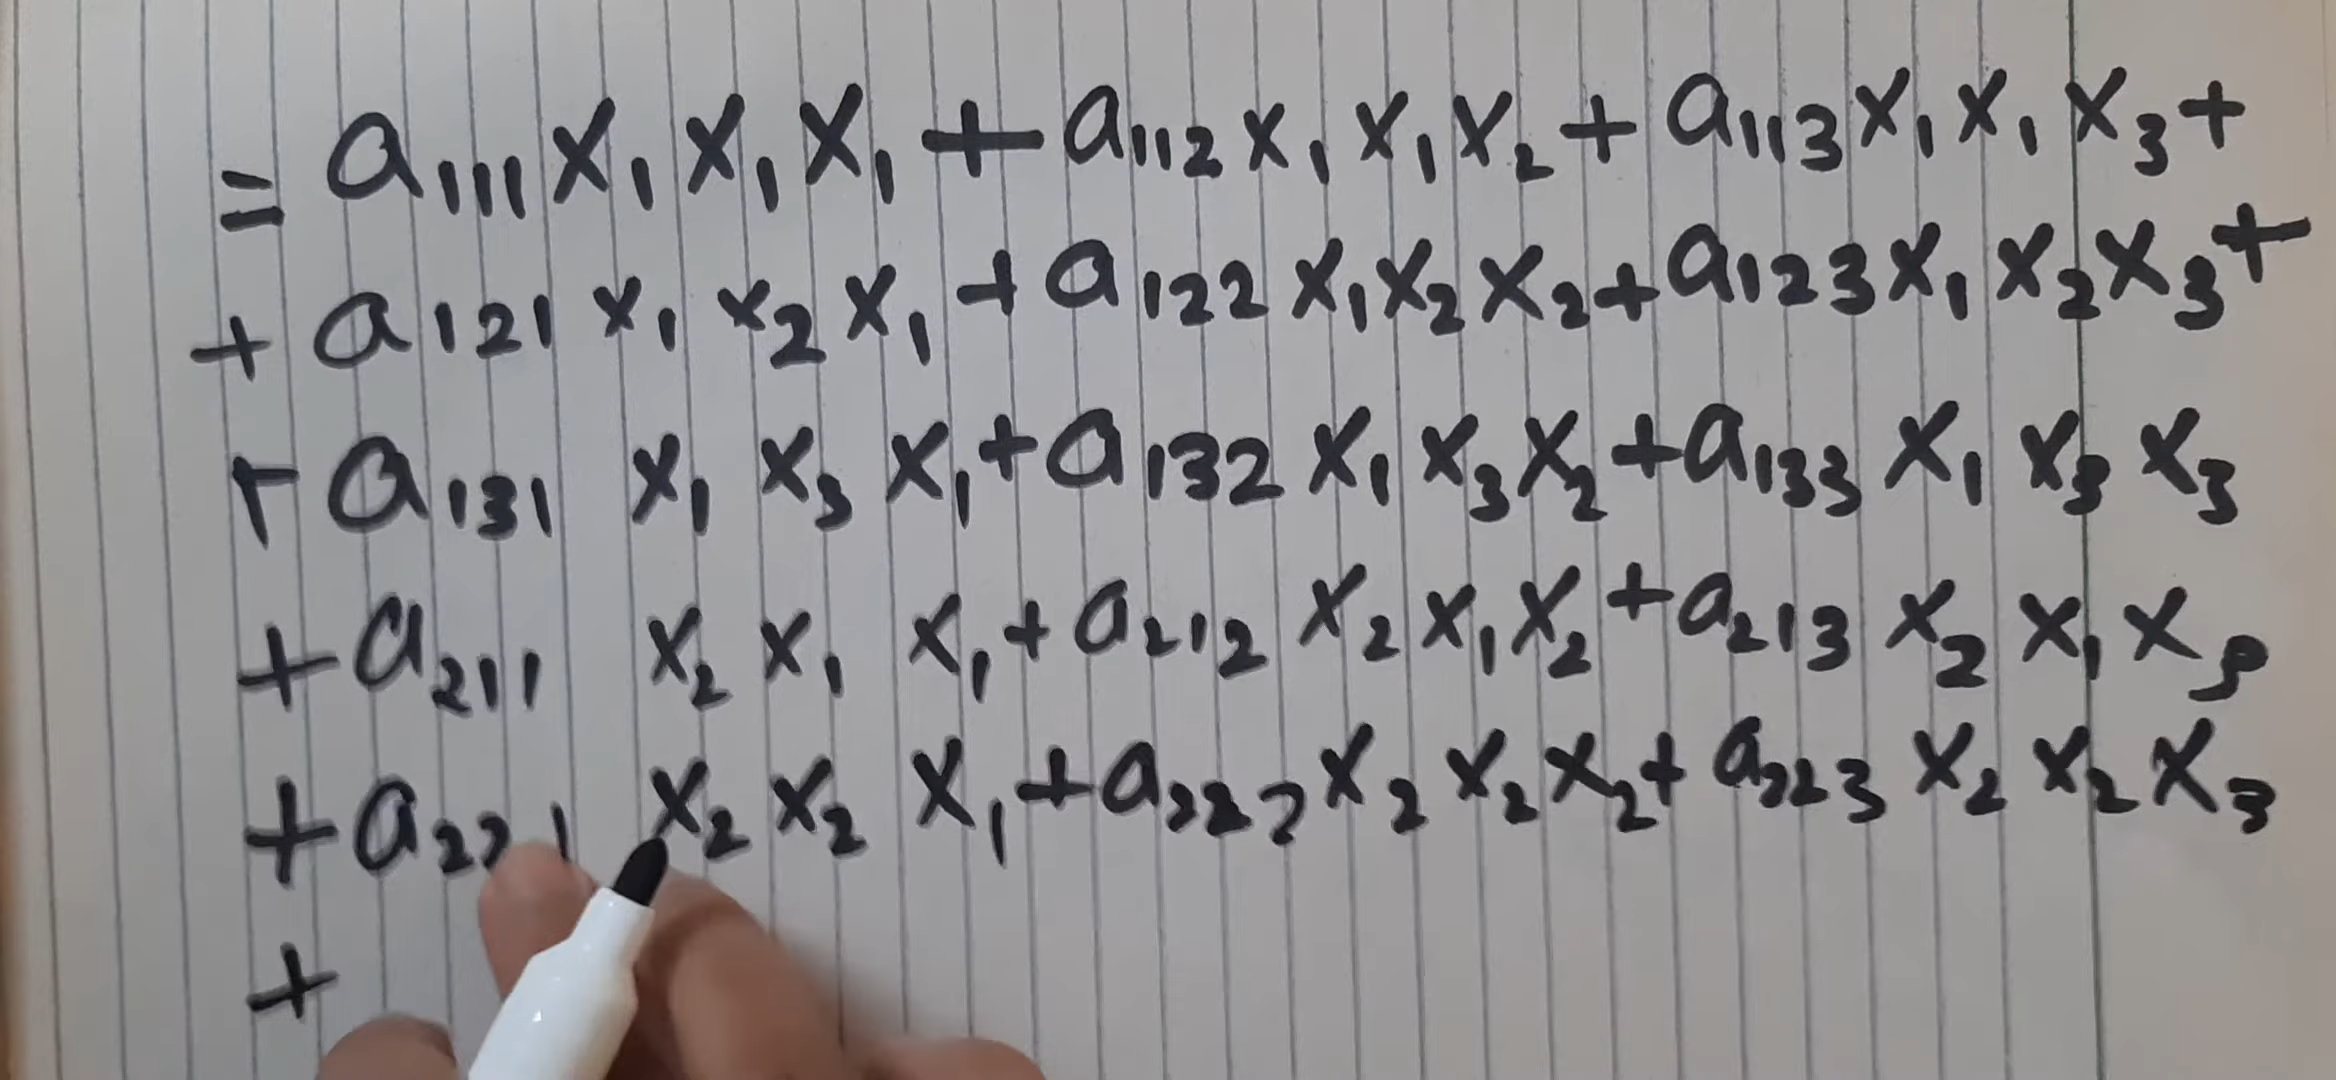 = a₁₁₁ x₁ x₁ x₁ + a₁₁₂ x₁ x₁ x₂ + a₁₁₃ x₁ x₁ x₃ +
+ a₁₂₁ x₁ x₂ x₁ + a₁₂₂ x₁ x₂ x₂ + a₁₂₃ x₁ x₂ x₃ +
+ a₁₃₁ x₁ x₃ x₁ + a₁₃₂ x₁ x₃ x₂ + a₁₃₃ x₁ x₃ x₃
+ a₂₁₁ x₂ x₁ x₁ + a₂₁₂ x₂ x₁ x₂ + a₂₁₃ x₂ x₁ x₃
+ a₂₂₁ x₂ x₂ x₁ + a₂₂₂ x₂ x₂ x₂ + a₂₂₃ x₂ x₂ x₃
+